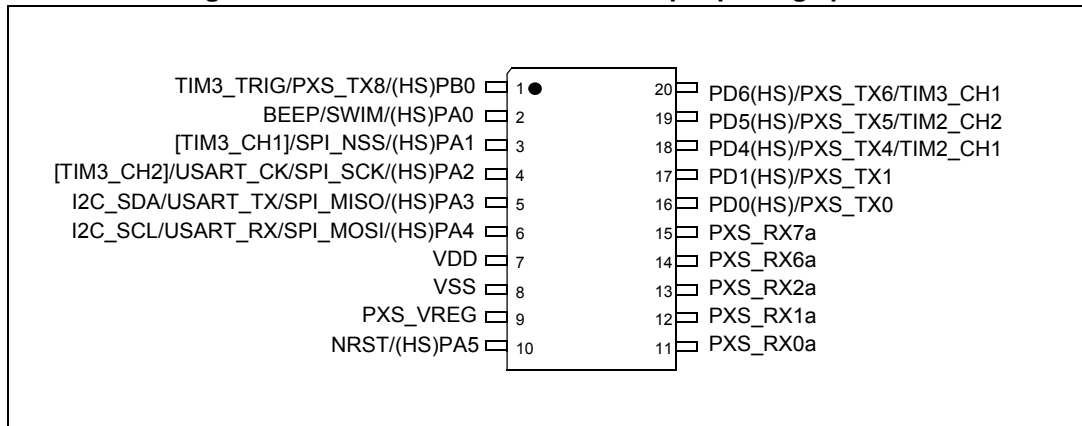 TIM3_TRIG/PXS_TX8/(HS)PB0 1 20 PD6(HS)/PXS_TX6/TIM3_CH1
BEEP/SWIM/(HS)PA0 2 19 PD5(HS)/PXS_TX5/TIM2_CH2
[TIM3_CH1]/SPI_NSS/(HS)PA1 3 18 PD4(HS)/PXS_TX4/TIM2_CH1
[TIM3_CH2]/USART_CK/SPI_SCK/(HS)PA2 4 17 PD1(HS)/PXS_TX1
I2C_SDA/USART_TX/SPI_MISO/(HS)PA3 5 16 PD0(HS)/PXS_TX0
I2C_SCL/USART_RX/SPI_MOSI/(HS)PA4 6 15 PXS_RX7a
VDD 7 14 PXS_RX6a
VSS 8 13 PXS_RX2a
PXS_VREG 9 12 PXS_RX1a
NRST/(HS)PA5 10 11 PXS_RX0a